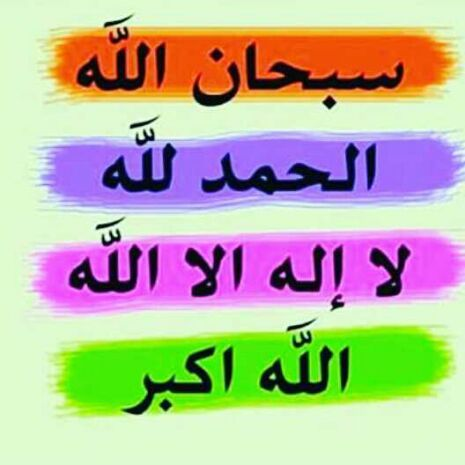 سبحان اللَّه
الحمد للَّه
لا إله الا اللَّه
اللَّه اكبر